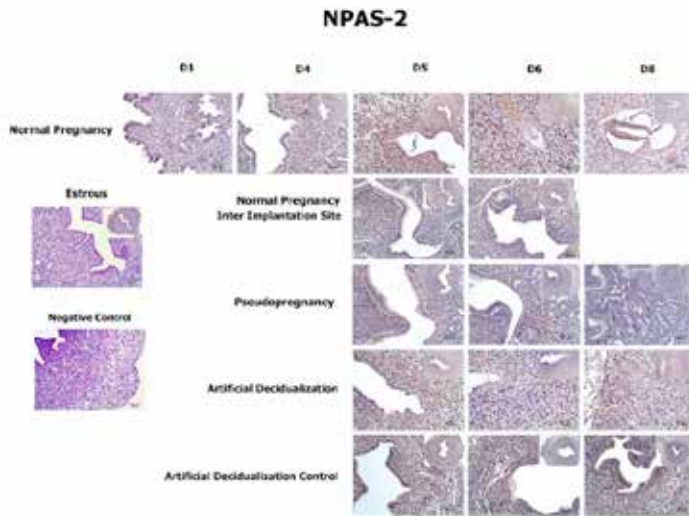 NPAS-2
D1 D4 D5 D6 D8
Normal Pregnancy
Estrous
Normal Pregnancy
Inter Implantation Site
Pseudopregnancy
Negative Control
Artificial Decidualization
Artificial Decidualization Control